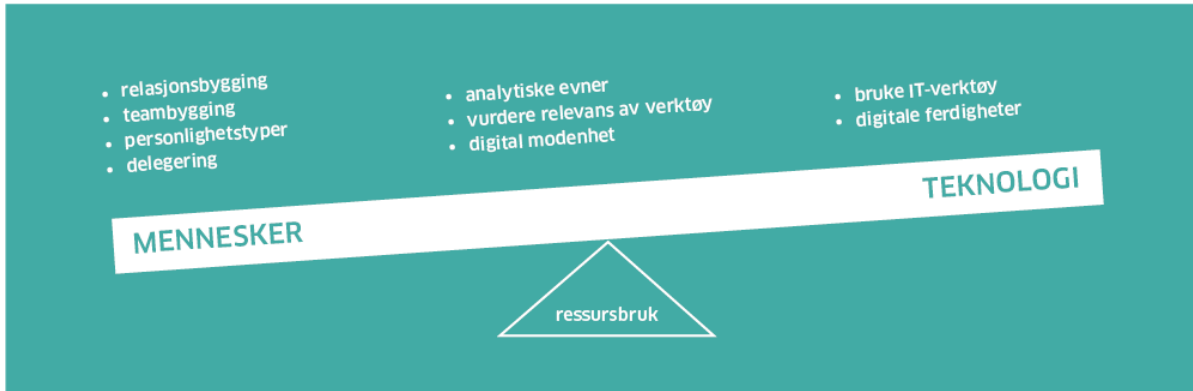 • relasjonsbygging
• teambygging
• personlighetstyper
• delegering
• analytiske evner
• vurdere relevans av verktøy
• digital modenhet
• bruke IT-verktøy
• digitale ferdigheter
MENNESKER
TEKNOLOGI
ressursbruk